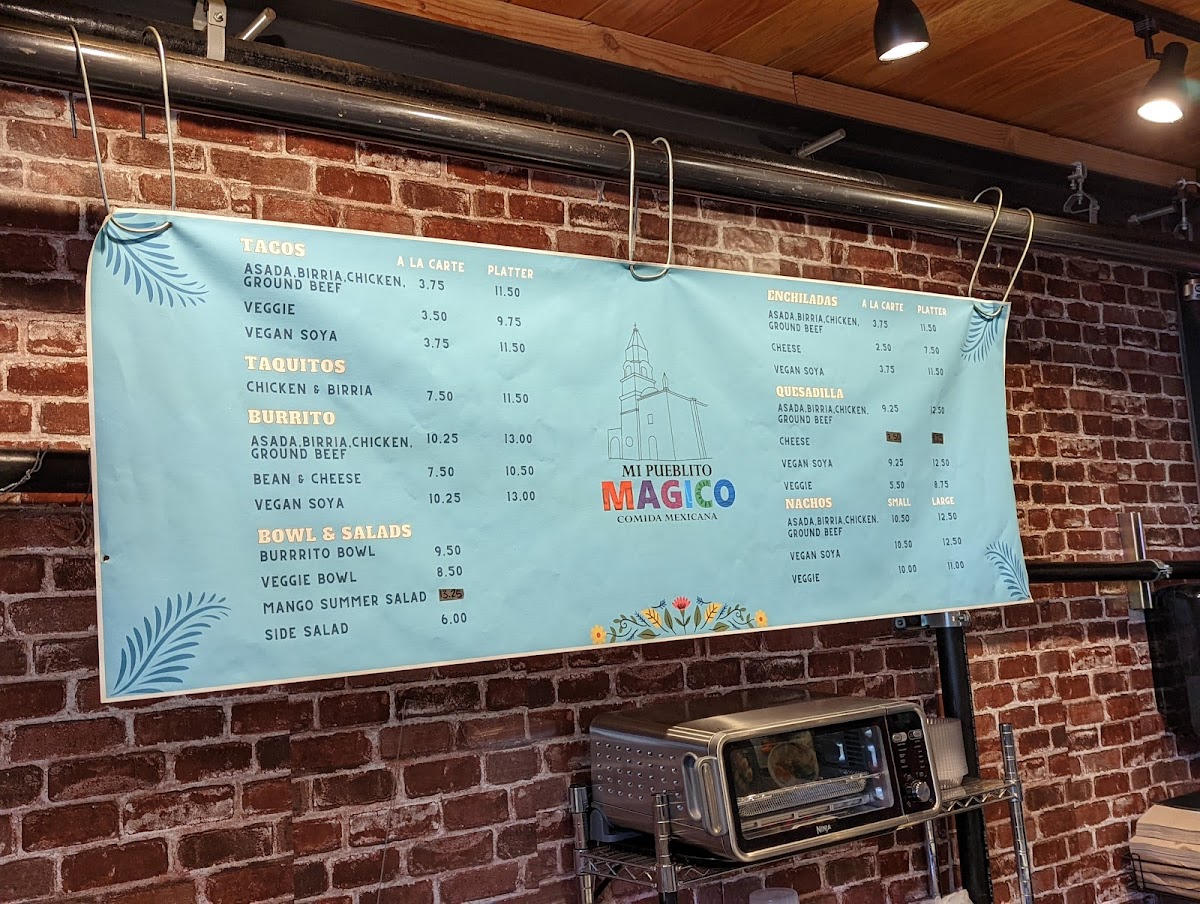 TACOS A LA CARTE PLATTER
ASADA,BIRRIA,CHICKEN, 3.75 11.50
GROUND BEEF
VEGGIE 3.50 9.75
VEGAN SOYA 3.75 11.50
TAQUITOS
CHICKEN & BIRRIA 7.50 11.50
BURRITO
ASADA,BIRRIA,CHICKEN, 10.25 13.00
GROUND BEEF
BEAN & CHEESE 7.50 10.50
VEGAN SOYA 10.25 13.00
BOWL & SALADS
BURRRITO BOWL 9.50
VEGGIE BOWL 8.50
MANGO SUMMER SALAD 13.25
SIDE SALAD 6.00
MI PUEBLITO
MAGICO
COMIDA MEXICANA
ENCHILADAS A LA CARTE PLATTER
ASADA,BIRRIA,CHICKEN, 3.75 11.50
GROUND BEEF
CHEESE 2.50 7.50
VEGAN SOYA 3.75 11.50
QUESADILLA
ASADA,BIRRIA,CHICKEN, 9.25 12.50
GROUND BEEF
CHEESE
VEGAN SOYA 9.25 12.50
VEGGIE 5.50 8.75
NACHOS SMALL LARGE
ASADA,BIRRIA,CHICKEN, 10.50 12.50
GROUND BEEF
VEGAN SOYA 10.50 12.50
VEGGIE 10.00 11.00
NINJA